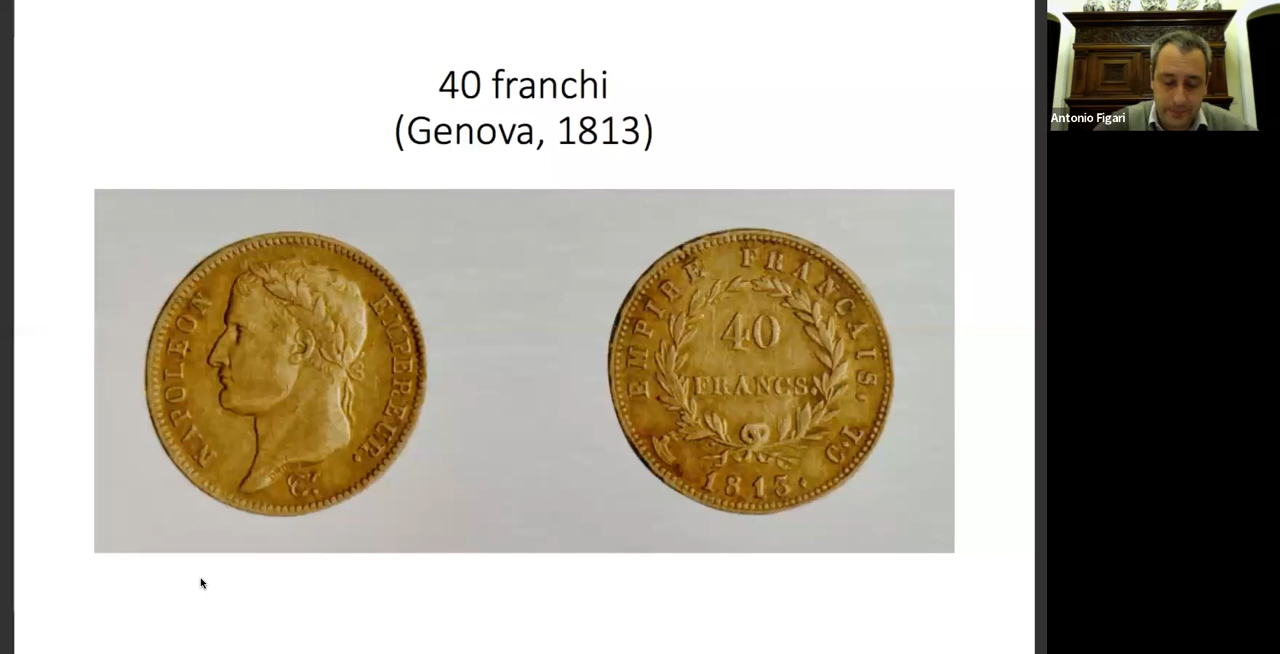 40 franchi
(Genova, 1813)
Antonio Figari
NAPOLEON EMPEREUR.
EMPIRE FRANÇAIS.
40
FRANCS.
1813.
C.L